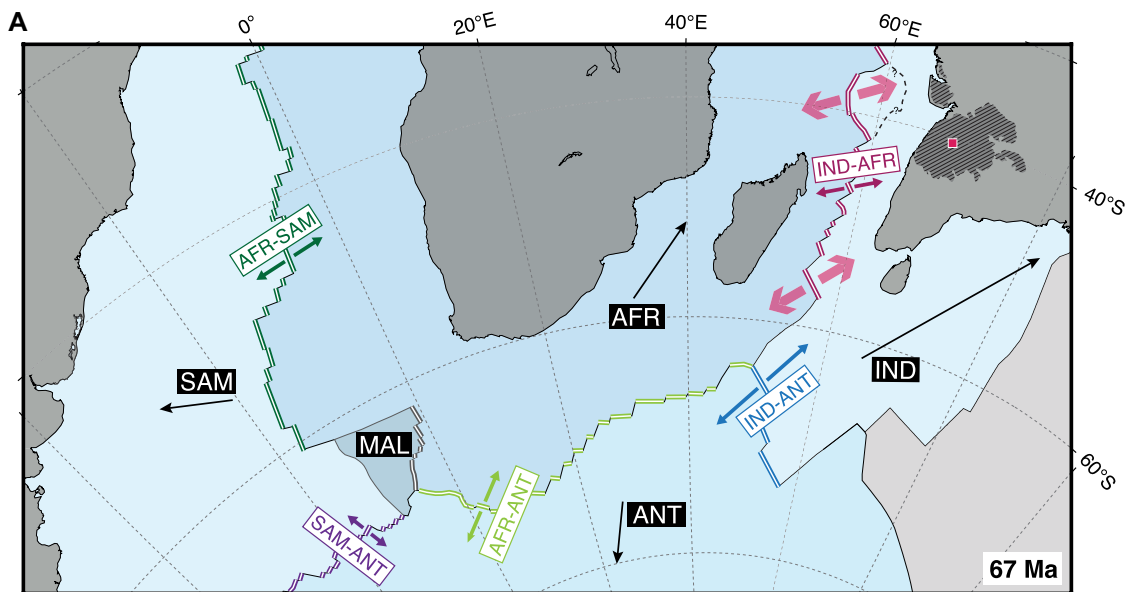 A
0°
20°E
40°E
60°E
?
?
IND-AFR
40°S
AFR-SAM
AFR
SAM
IND
IND-ANT
MAL
60°S
AFR-ANT
ANT
SAM-ANT
67 Ma